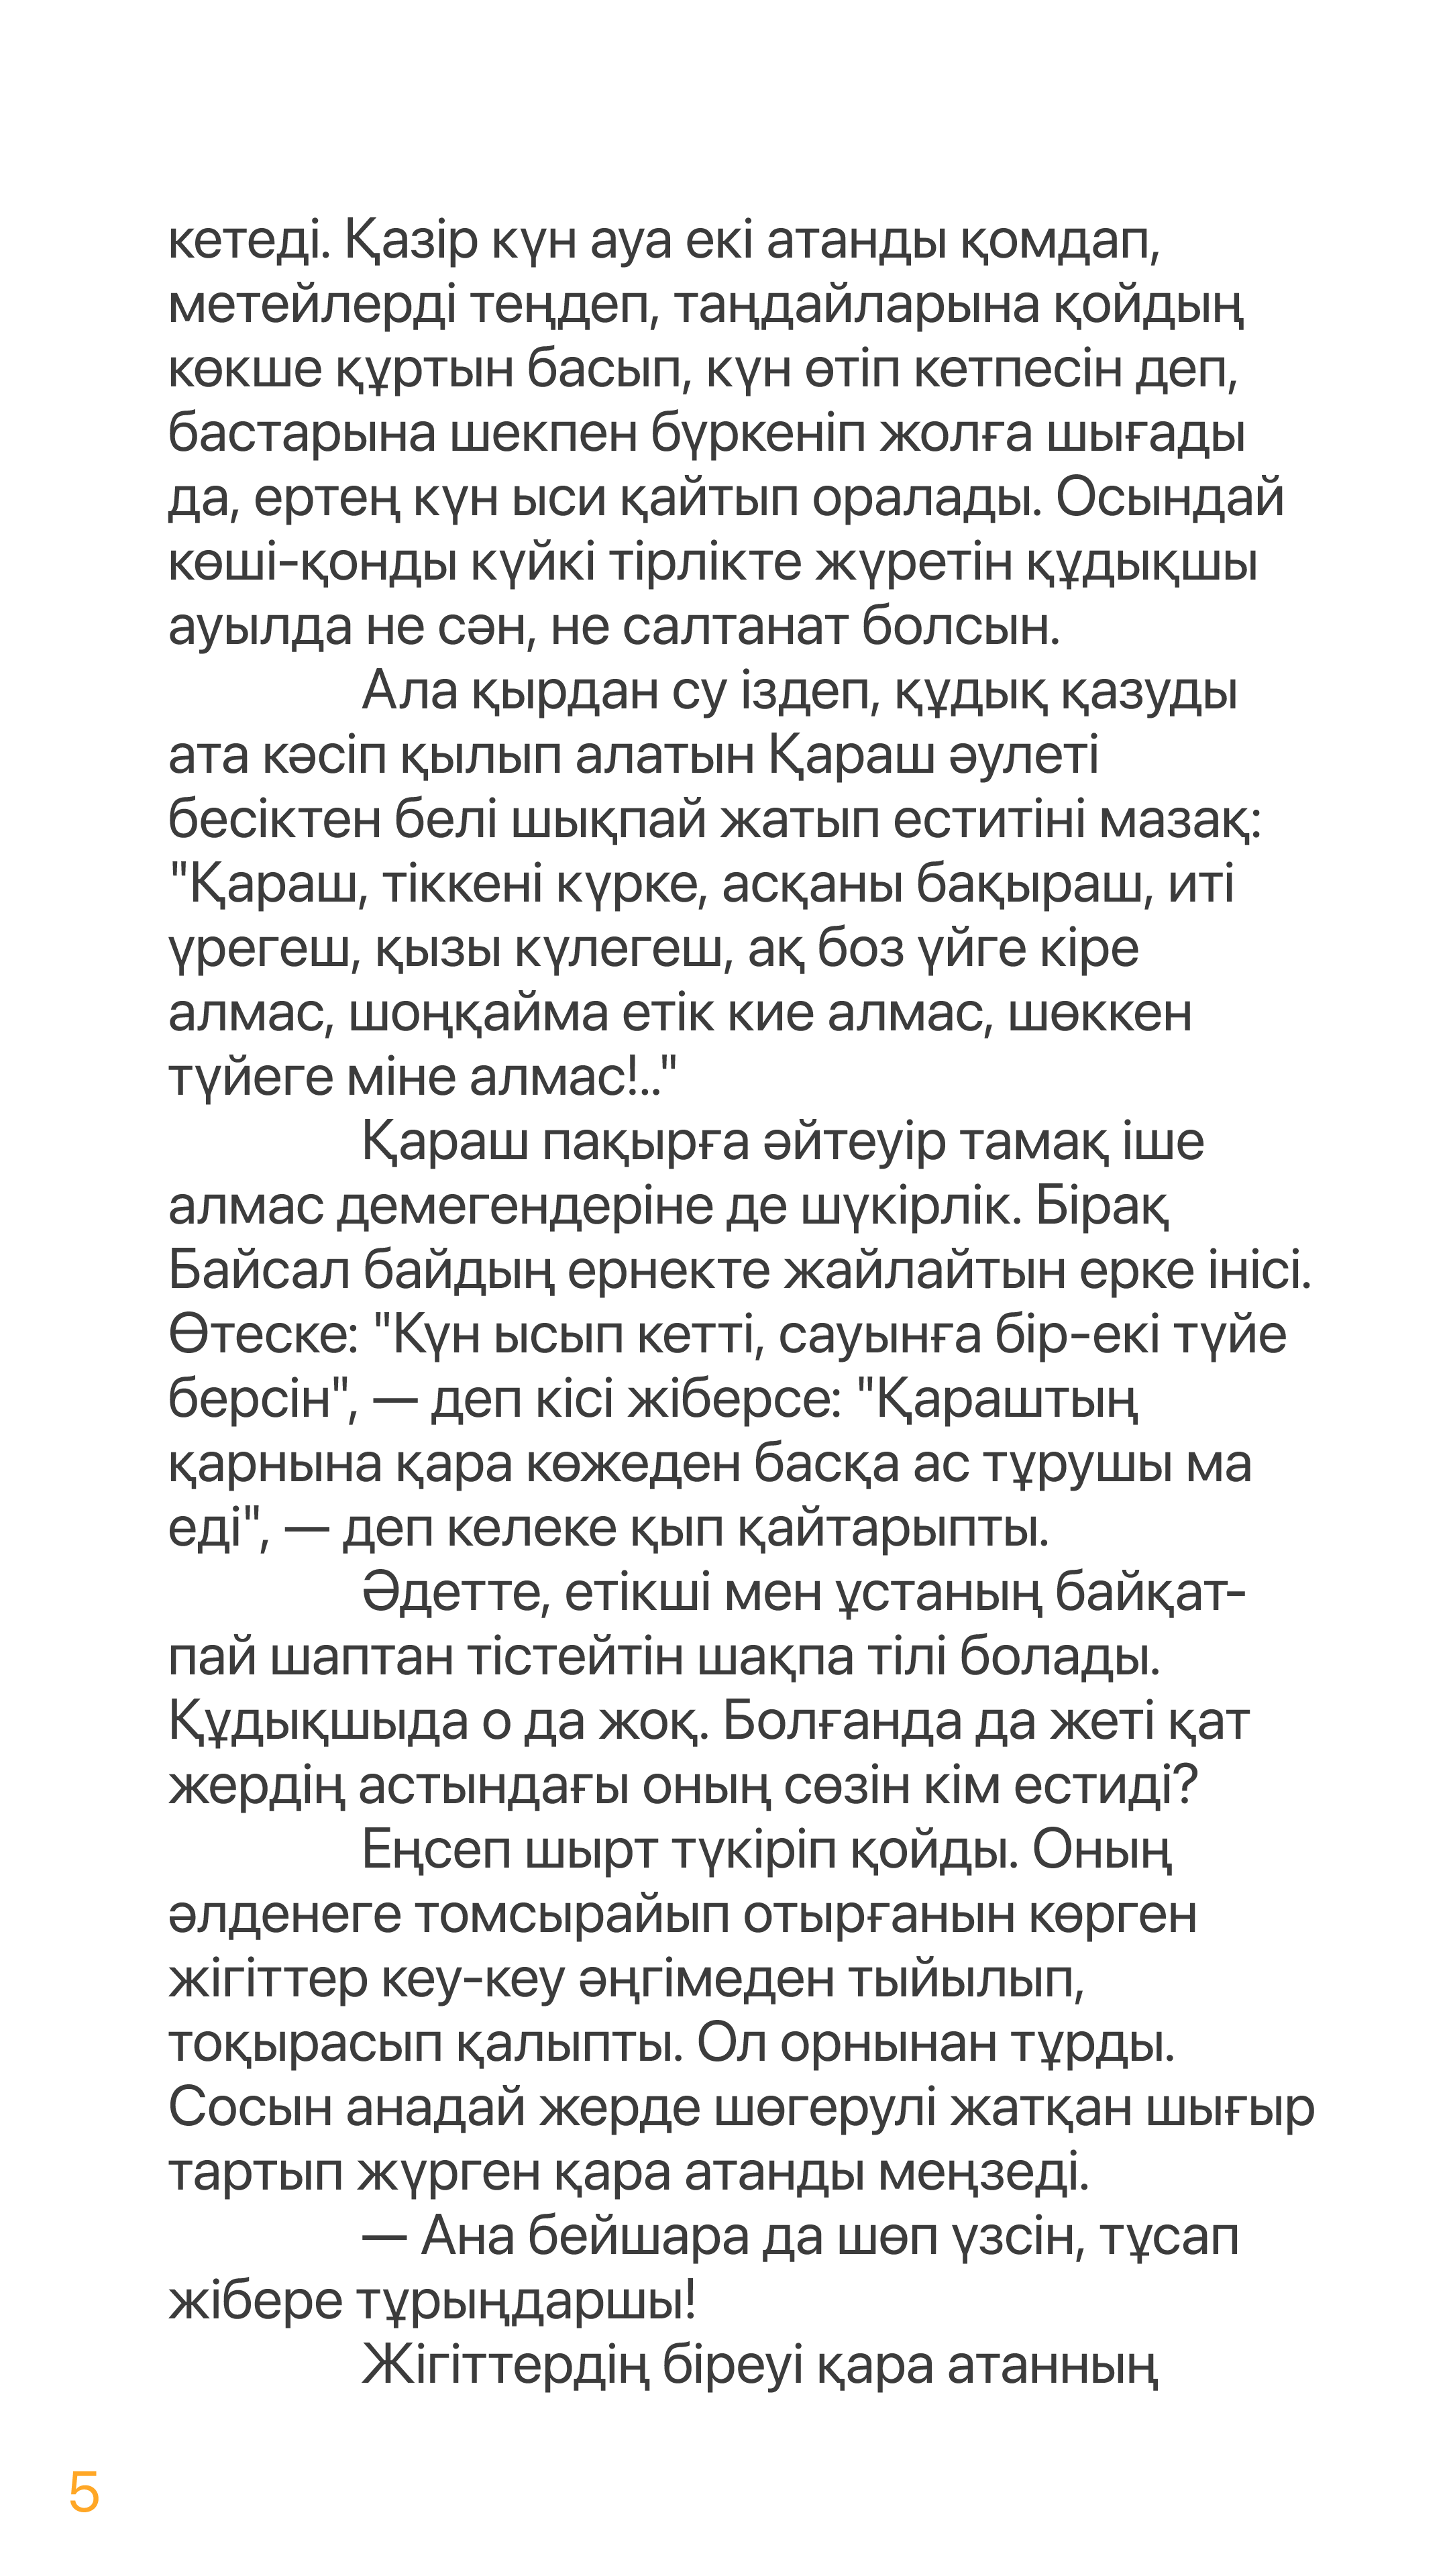 кетеді. Қазір күн ауа екі атанды қомдап,
метейлерді теңдеп, таңдайларына қойдың
көкше құртын басып, күн өтіп кетпесін деп,
бастарына шекпен бүркеніп жолға шығады
да, ертең күн ыси қайтып оралады. Осындай
көші-қонды күйкі тірлікте жүретін құдықшы
ауылда не сән, не салтанат болсын.
Ала қырдан су іздеп, құдық қазуды
ата кәсіп қылып алатын Қараш әулеті
бесіктен белі шықпай жатып еститіні мазақ:
"Қараш, тіккені күрке, асқаны бақыраш, иті
үрегеш, қызы күлегеш, ақ боз үйге кіре
алмас, шоңқайма етік кие алмас, шөккен
түйеге міне алмас!.."
Қараш пақырға әйтеуір тамақ іше
алмас демегендеріне де шүкірлік. Бірақ
Байсал байдың ернекте жайлайтын ерке інісі.
Өтеске: "Күн ысып кетті, сауынға бір-екі түйе
берсін", — деп кісі жіберсе: "Қараштың
қарнына қара көжеден басқа ас тұрушы ма
еді", — деп келеке қып қайтарыпты.
Әдетте, етікші мен ұстаның байқат-
пай шаптан тістейтін шақпа тілі болады.
Құдықшыда о да жоқ. Болғанда да жеті қат
жердің астындағы оның сөзін кім естиді?
Еңсеп шырт түкіріп қойды. Оның
әлденеге томсырайып отырғанын көрген
жігіттер кеу-кеу әңгімеден тыйылып,
тоқырасып қалыпты. Ол орнынан тұрды.
Сосын анадай жерде шөгерулі жатқан шығыр
тартып жүрген қара атанды меңзеді.
— Ана бейшара да шөп үзсін, тұсап
жібере тұрыңдаршы!
Жігіттердің біреуі қара атанның
5